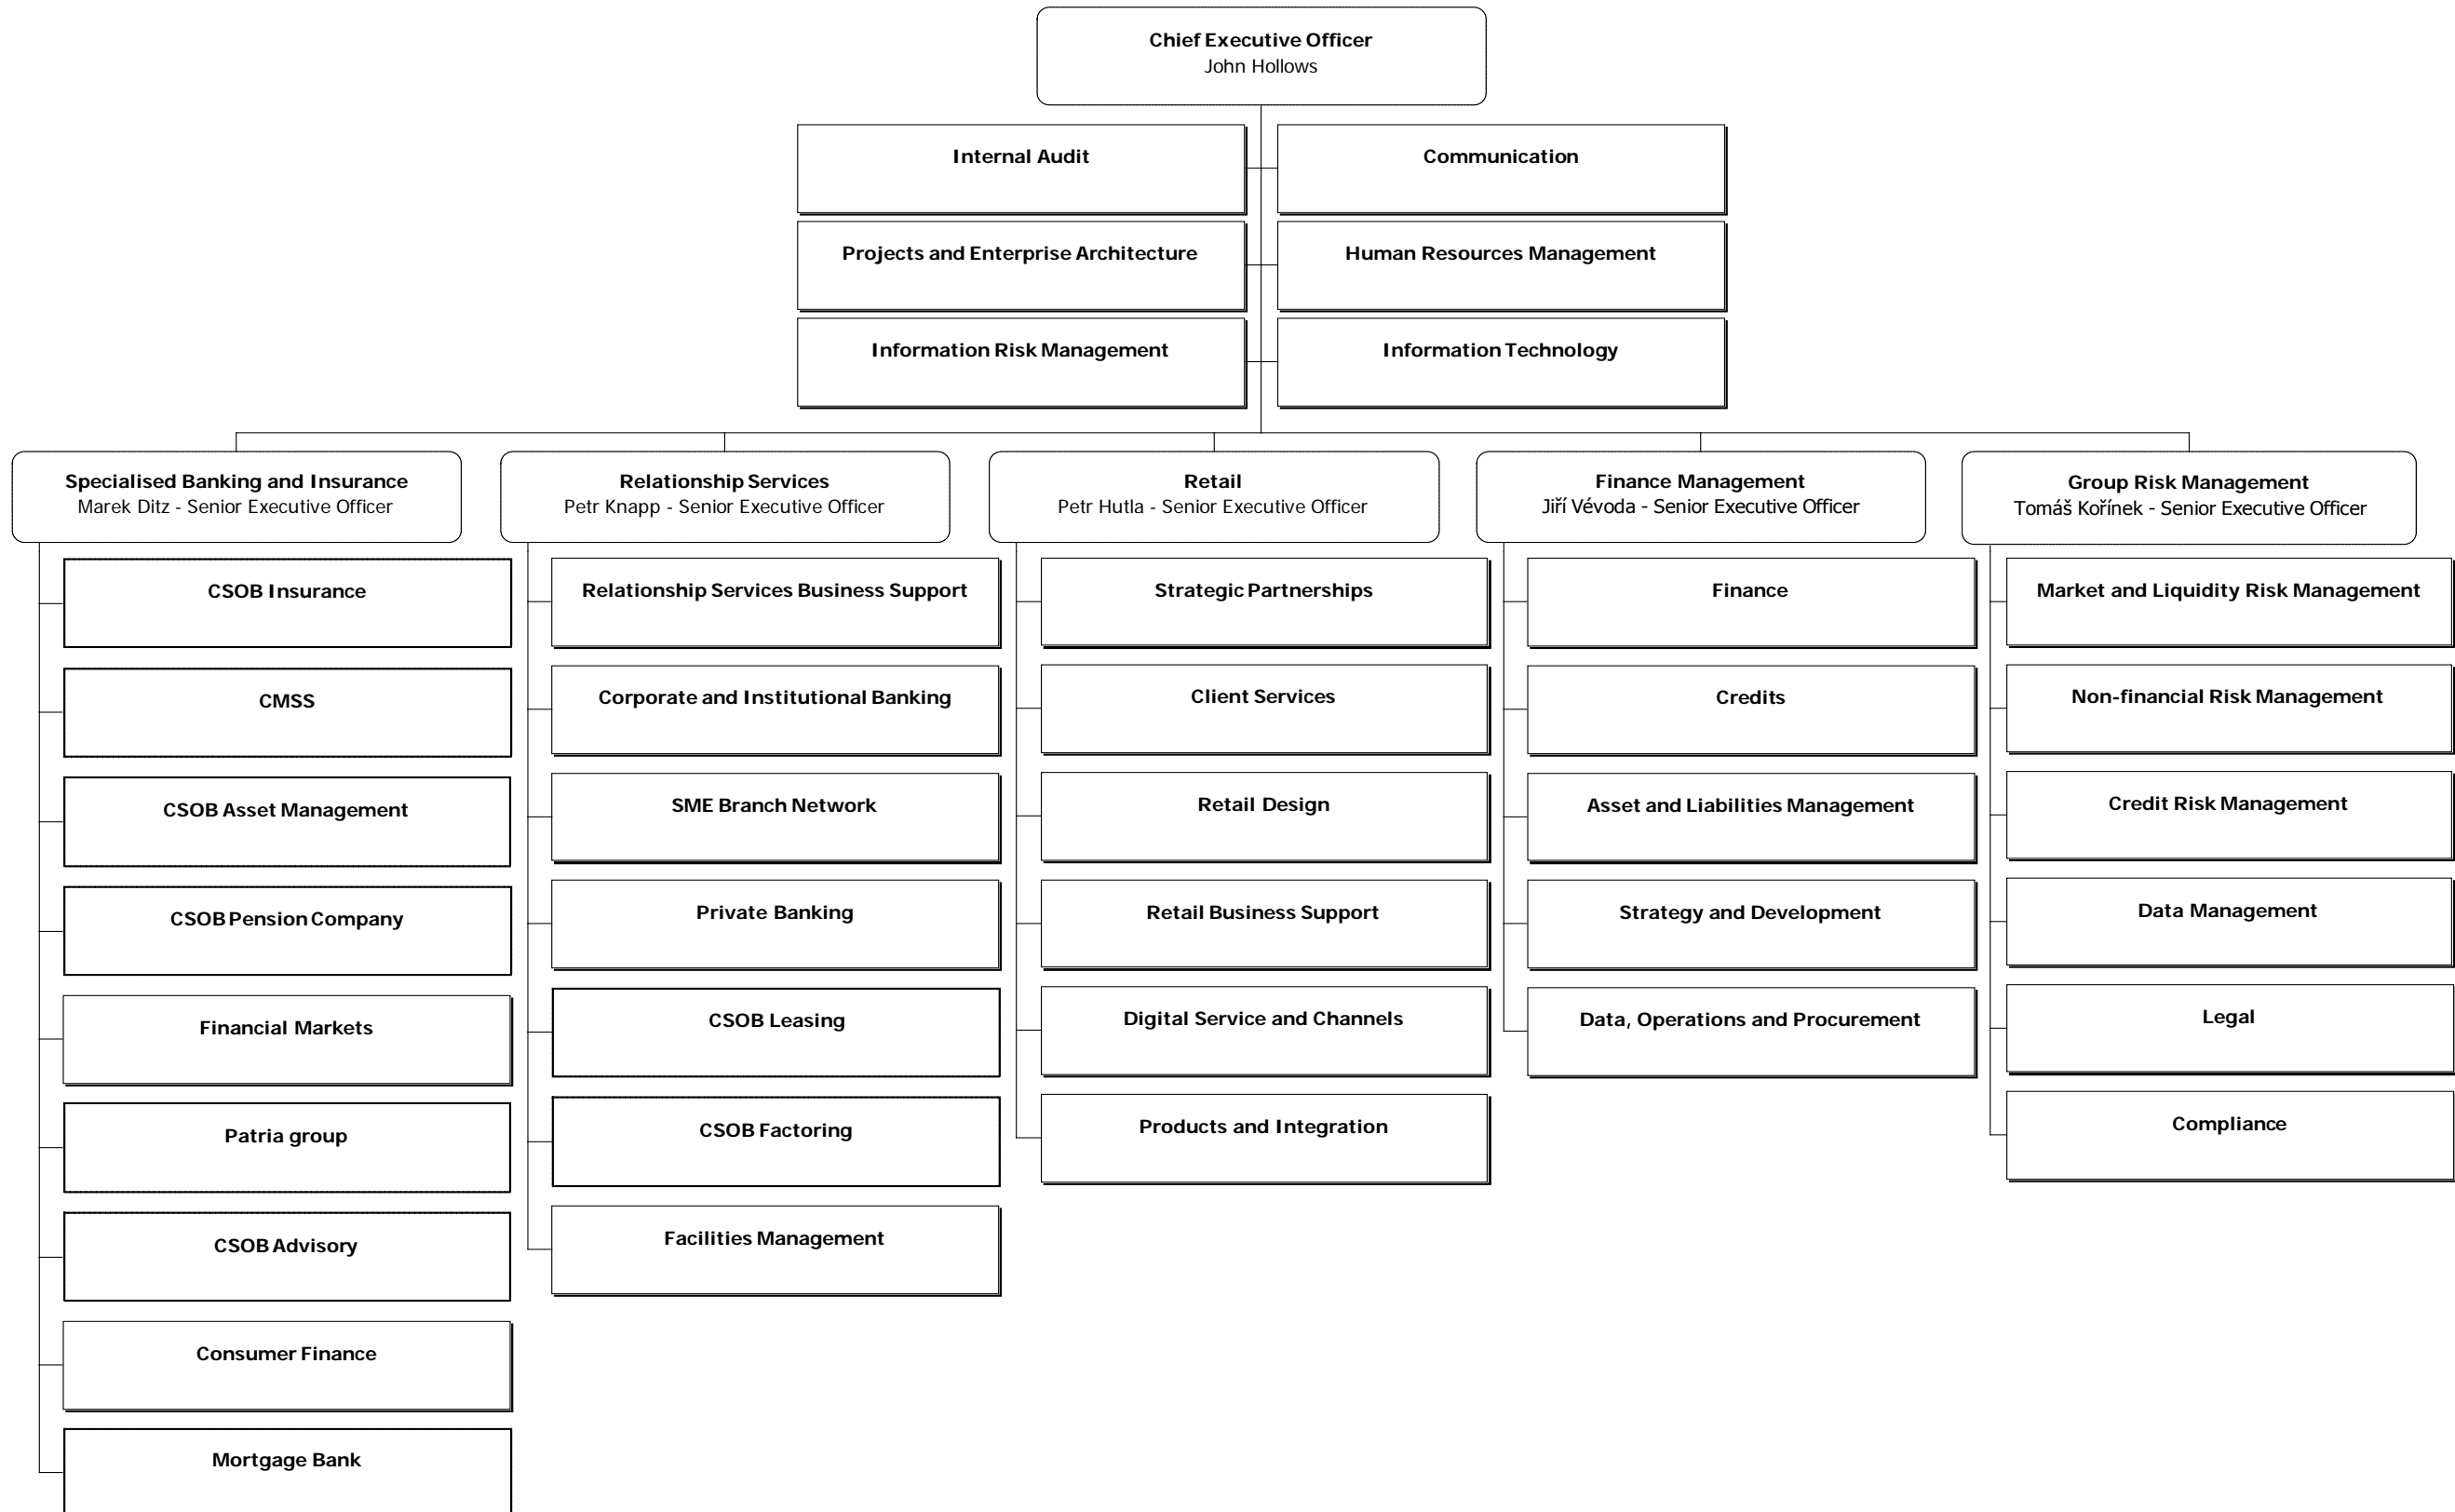 Chief Executive Officer
John Hollows
Internal Audit
Communication
Projects and Enterprise Architecture
Human Resources Management
Information Risk Management
Information Technology
Specialised Banking and Insurance
Marek Ditz - Senior Executive Officer
CSOB Insurance
CMSS
CSOB Asset Management
CSOB Pension Company
Financial Markets
Patria group
CSOB Advisory
Consumer Finance
Mortgage Bank
Relationship Services
Petr Knapp - Senior Executive Officer
Relationship Services Business Support
Corporate and Institutional Banking
SME Branch Network
Private Banking
CSOB Leasing
CSOB Factoring
Facilities Management
Retail
Petr Hutla - Senior Executive Officer
Strategic Partnerships
Client Services
Retail Design
Retail Business Support
Digital Service and Channels
Products and Integration
Finance Management
Jiří Vévoda - Senior Executive Officer
Finance
Credits
Asset and Liabilities Management
Strategy and Development
Data, Operations and Procurement
Group Risk Management
Tomáš Kořínek - Senior Executive Officer
Market and Liquidity Risk Management
Non-financial Risk Management
Credit Risk Management
Data Management
Legal
Compliance